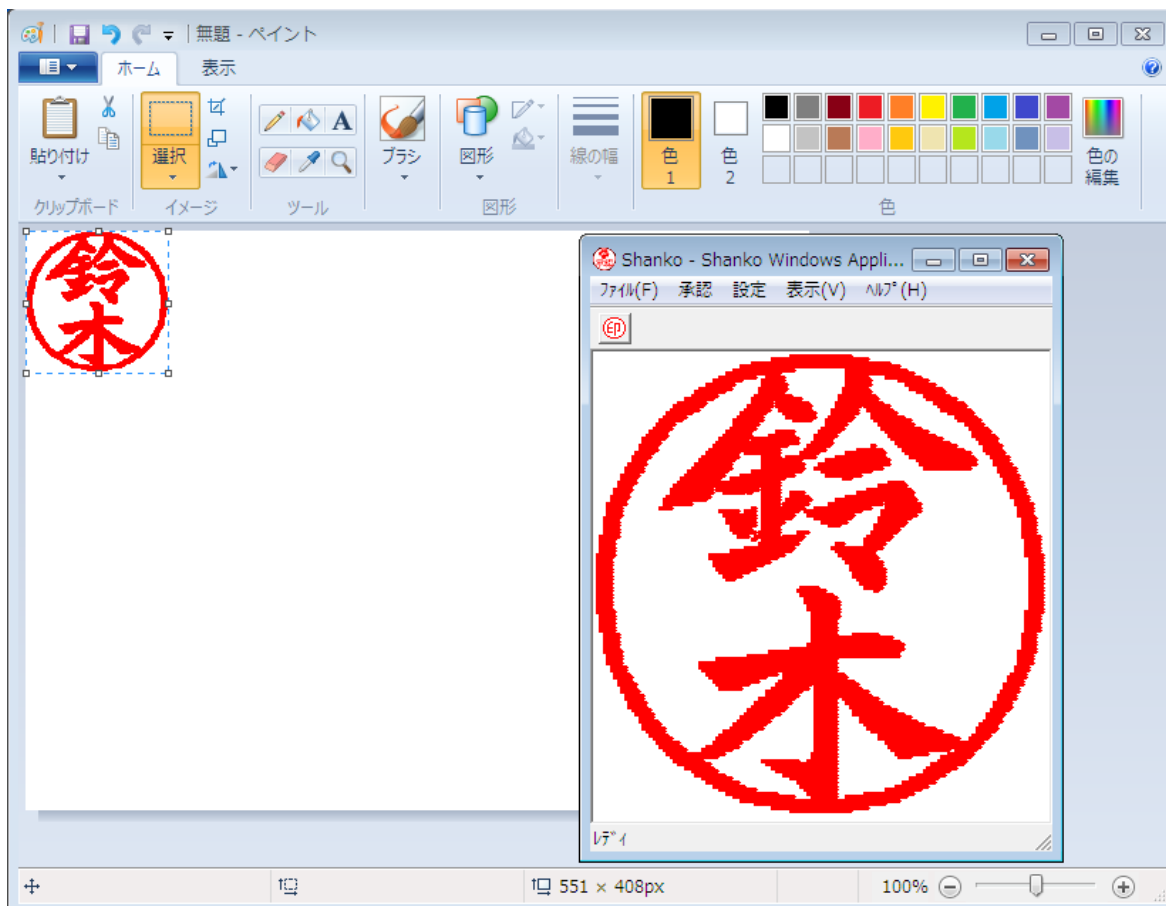 無題 - ペイント
ホーム 表示
貼り付け
選択
A
ブラシ
図形
線の幅
色
1
色
2
色の
編集
クリップボード イメージ ツール 図形 色
鈴
木
Shanko - Shanko Windows Appli...
ﾌｧｲﾙ(F) 承認 設定 表示(V) ﾍﾙﾌﾟ(H)
印
鈴
木
ﾚﾃﾞｨ
551 × 408px 100%